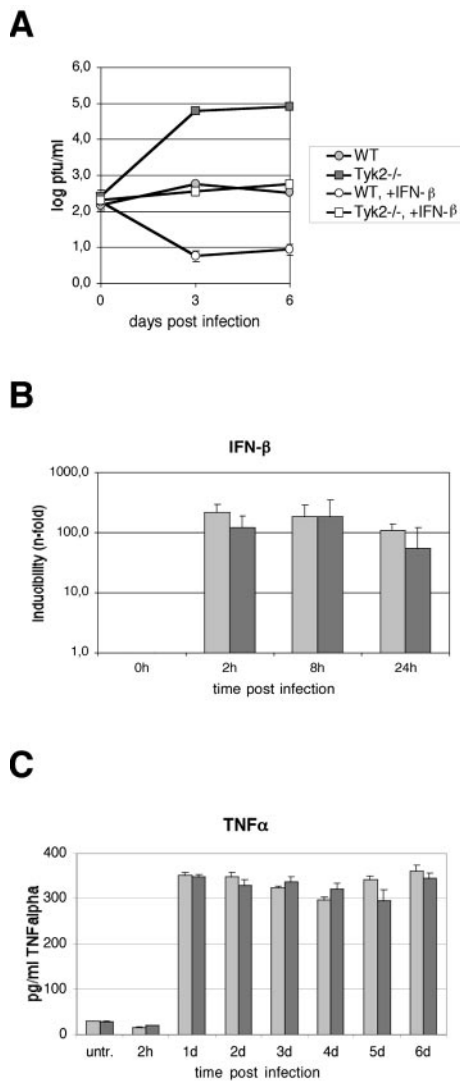 A
6,0
5,0
4,0
3,0
2,0
1,0
0,0
log pfu/ml
0 3 6
days post infection
WT
Tyk2-/-
WT, +IFN-β
Tyk2-/-, +IFN-β
B
IFN-β
1000,0
100,0
10,0
1,0
Inducibility (n-fold)
0h 2h 8h 24h
time post infection
C
TNFα
400
300
200
100
0
pg/ml TNFalpha
untr. 2h 1d 2d 3d 4d 5d 6d
time post infection